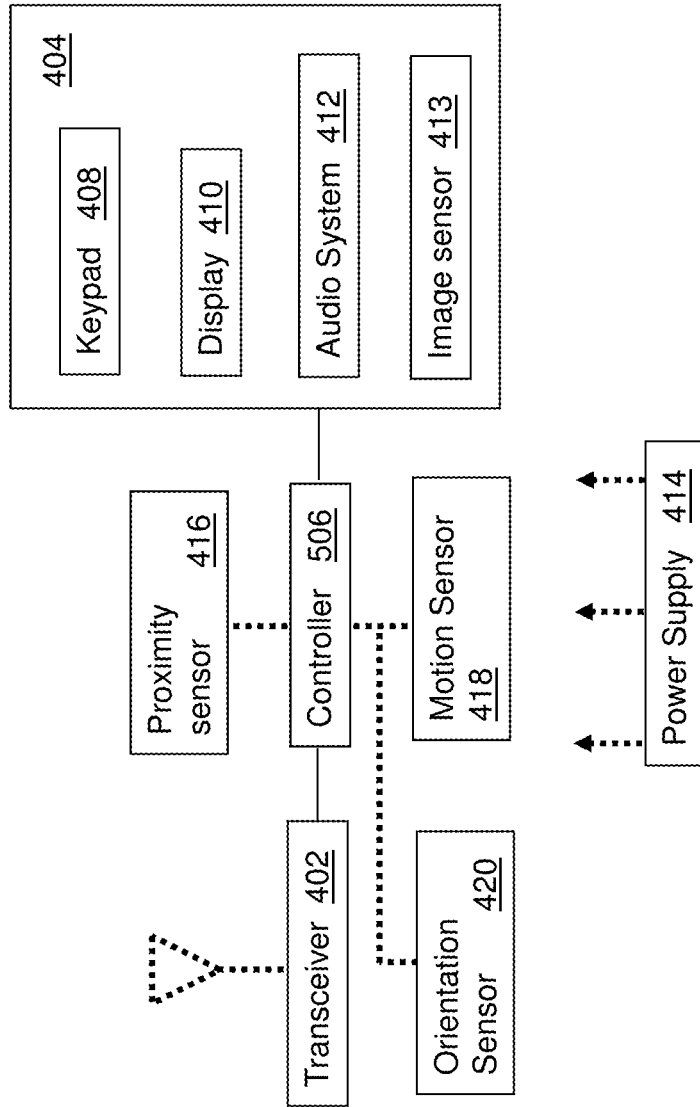 404
Keypad 408
Display 410
Audio System 412
Image sensor 413
Proximity
sensor 416
Controller 506
Motion Sensor
418
Transceiver 402
Orientation
Sensor 420
Power Supply 414